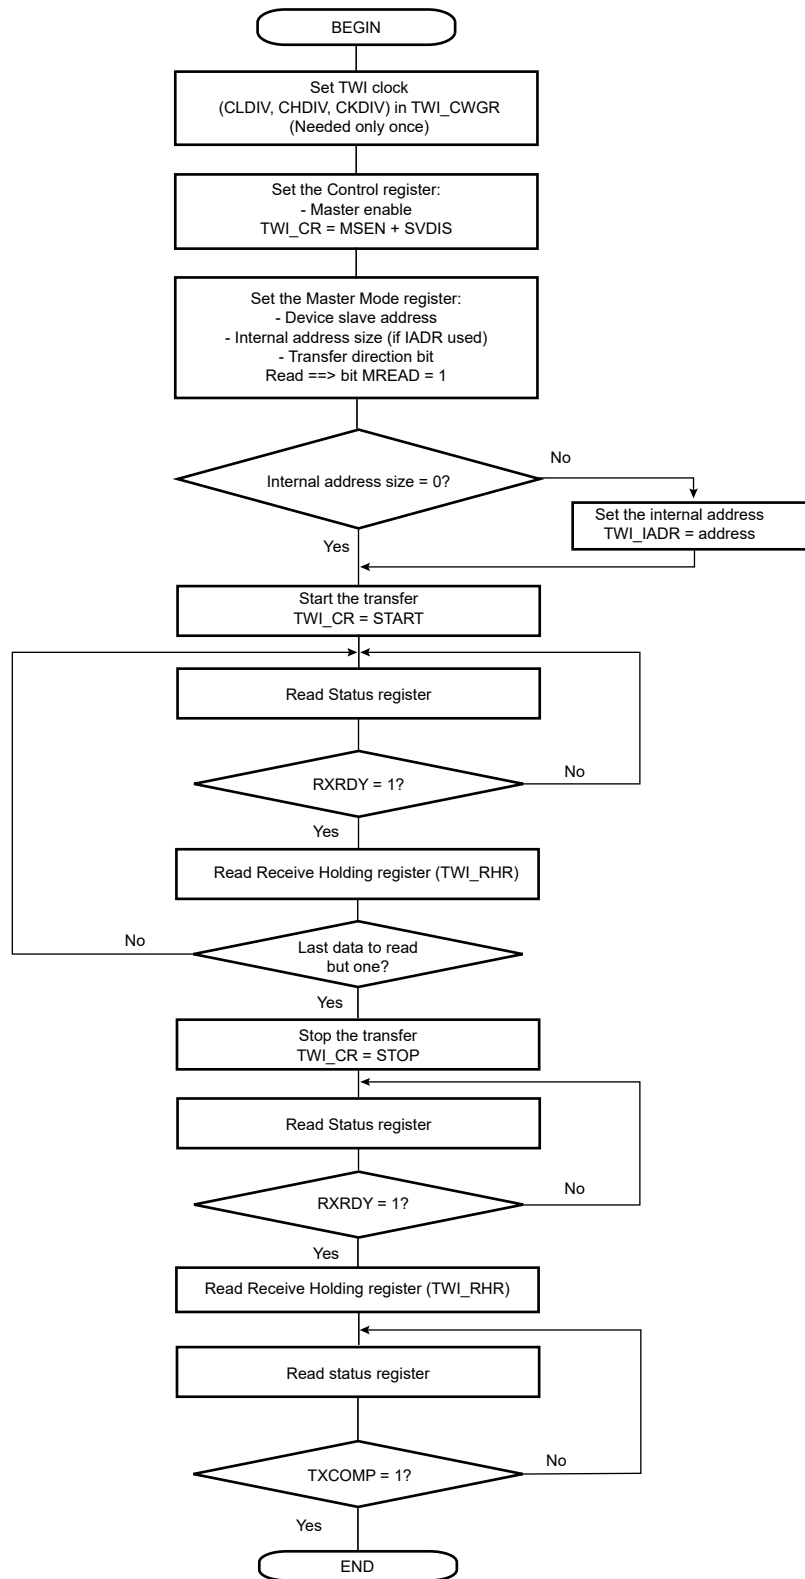 BEGIN
Set TWI clock
(CLDIV, CHDIV, CKDIV) in TWI_CWGR
(Needed only once)
Set the Control register:
- Master enable
TWI_CR = MSEN + SVDIS
Set the Master Mode register:
- Device slave address
- Internal address size (if IADR used)
- Transfer direction bit
Read ==> bit MREAD = 1
Internal address size = 0?
No
Set the internal address
TWI_IADR = address
Yes
Start the transfer
TWI_CR = START
Read Status register
RXRDY = 1?
No
Yes
Read Receive Holding register (TWI_RHR)
No
Last data to read
but one?
Yes
Stop the transfer
TWI_CR = STOP
Read Status register
RXRDY = 1?
No
Yes
Read Receive Holding register (TWI_RHR)
Read status register
TXCOMP = 1?
No
Yes
END